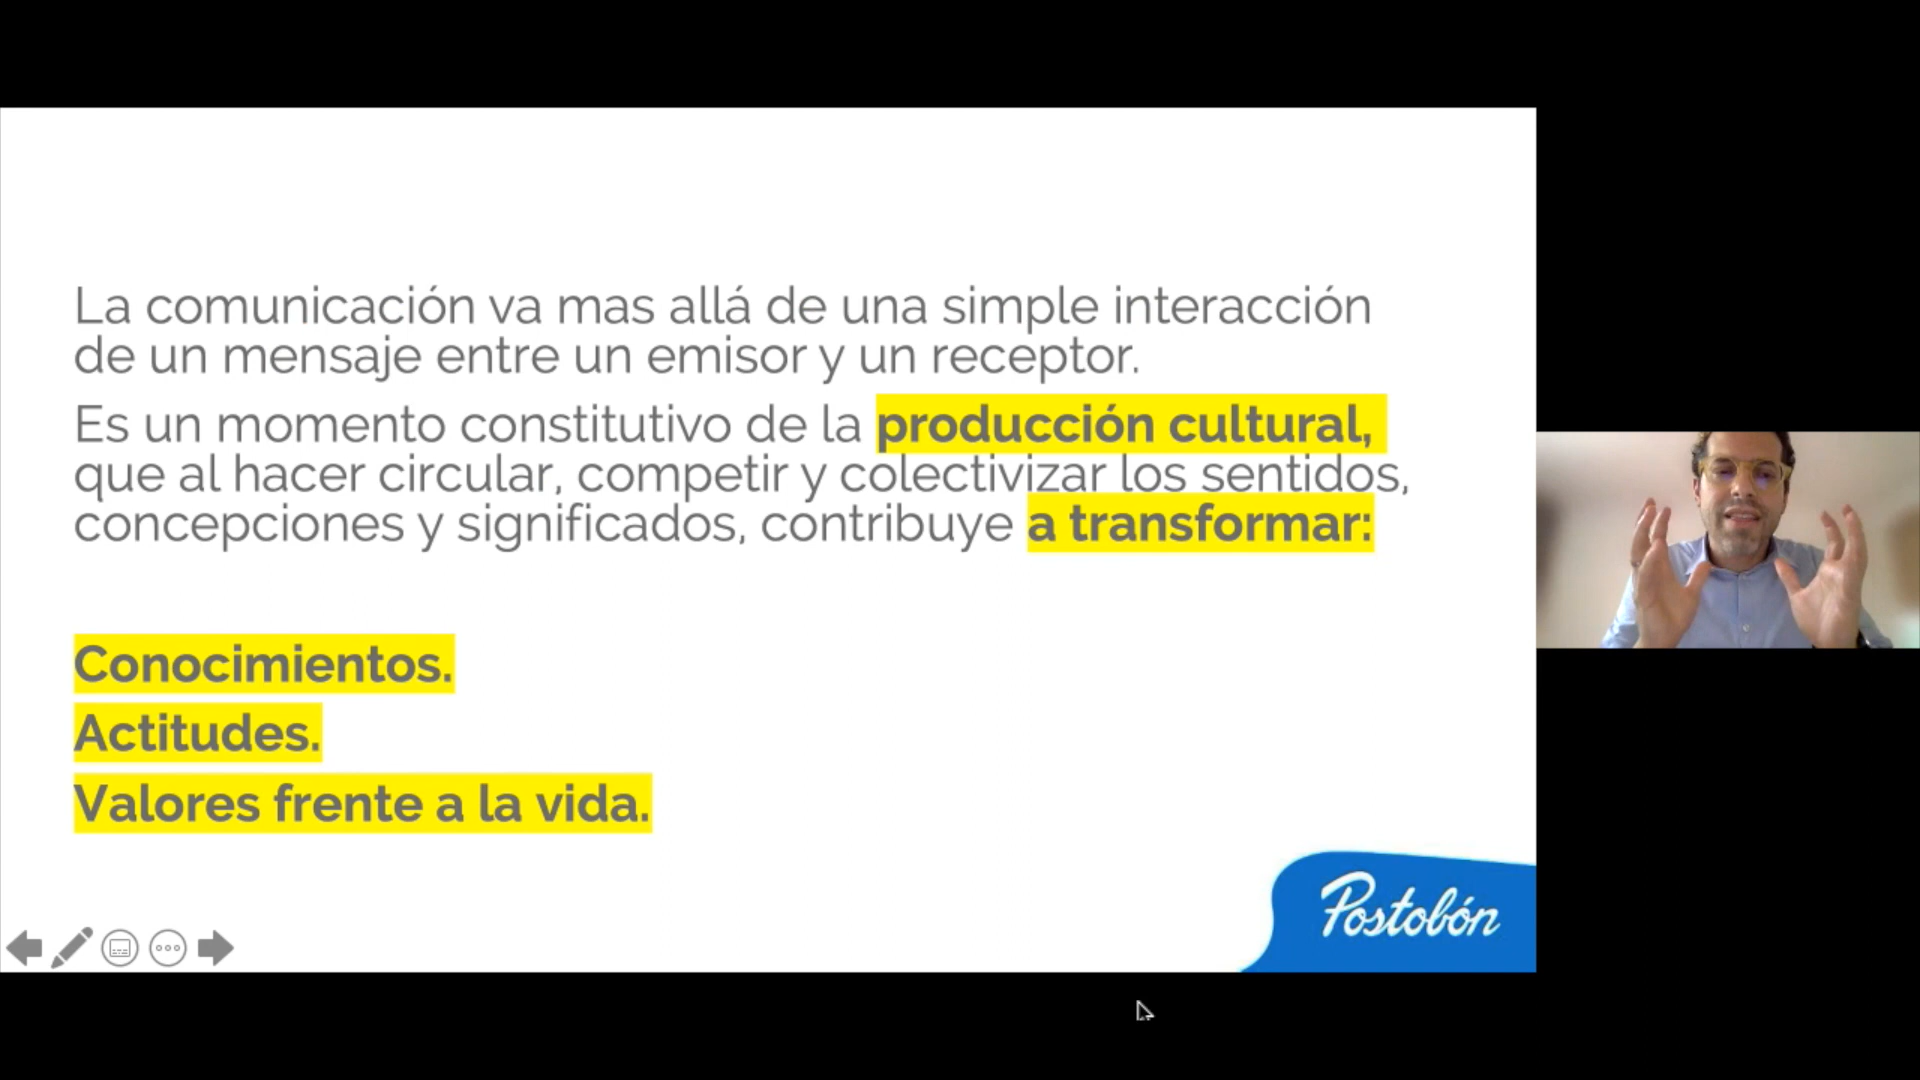 La comunicación va mas allá de una simple interacción
de un mensaje entre un emisor y un receptor.
Es un momento constitutivo de la producción cultural,
que al hacer circular, competir y colectivizar los sentidos,
concepciones y significados, contribuye a transformar:
Conocimientos.
Actitudes.
Valores frente a la vida.
Postobón